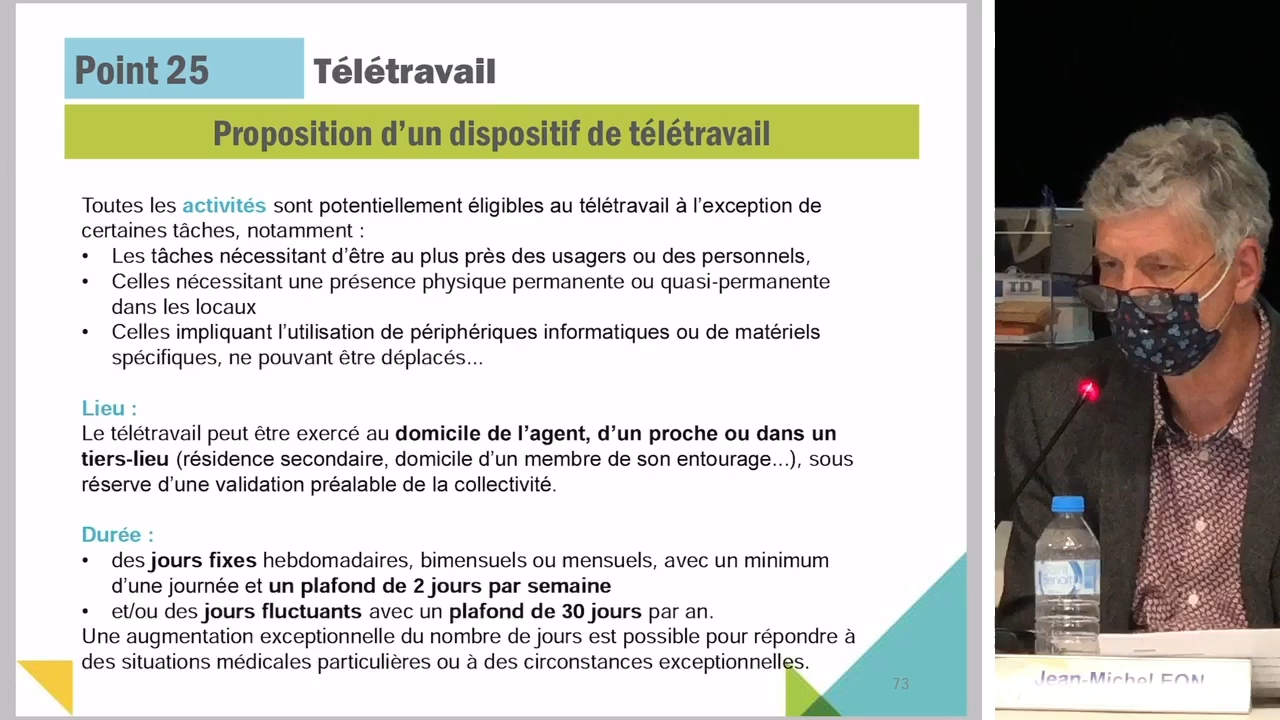 Point 25
Télétravail
Proposition d’un dispositif de télétravail
Toutes les activités sont potentiellement éligibles au télétravail à l’exception de
certaines tâches, notamment :
• Les tâches nécessitant d’être au plus près des usagers ou des personnels,
• Celles nécessitant une présence physique permanente ou quasi-permanente
dans les locaux
• Celles impliquant l’utilisation de périphériques informatiques ou de matériels
spécifiques, ne pouvant être déplacés...
Lieu :
Le télétravail peut être exercé au domicile de l’agent, d’un proche ou dans un
tiers-lieu (résidence secondaire, domicile d’un membre de son entourage...), sous
réserve d’une validation préalable de la collectivité.
Durée :
• des jours fixes hebdomadaires, bimensuels ou mensuels, avec un minimum
d’une journée et un plafond de 2 jours par semaine
• et/ou des jours fluctuants avec un plafond de 30 jours par an.
Une augmentation exceptionnelle du nombre de jours est possible pour répondre à
des situations médicales particulières ou à des circonstances exceptionnelles.
73
Jean-Michel EON